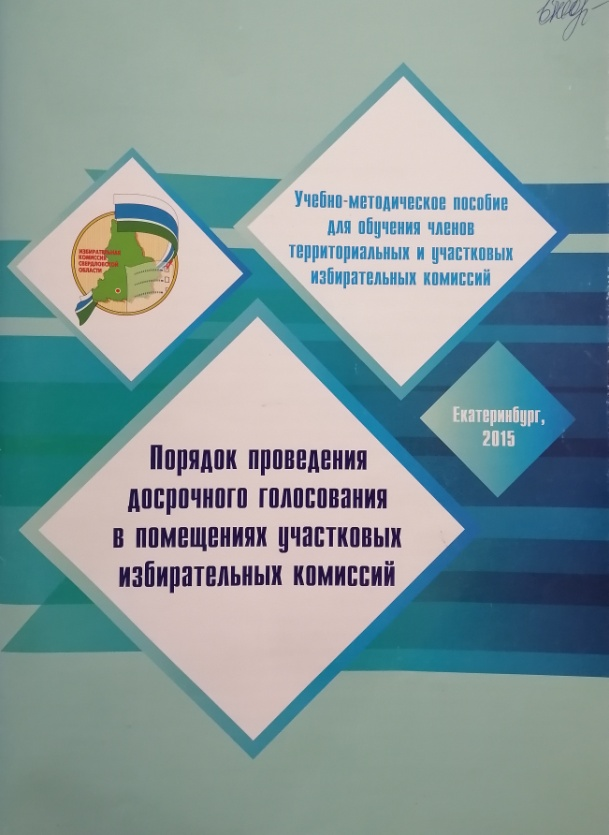 Учебно-методическое пособие
для обучения членов
территориальных и участковых
избирательных комиссий
ИЗБИРАТЕЛЬНАЯ
КОМИССИЯ
СВЕРДЛОВСКОЙ
ОБЛАСТИ
Екатеринбург,
2015
Порядок проведения
досрочного голосования
в помещениях участковых
избирательных комиссий